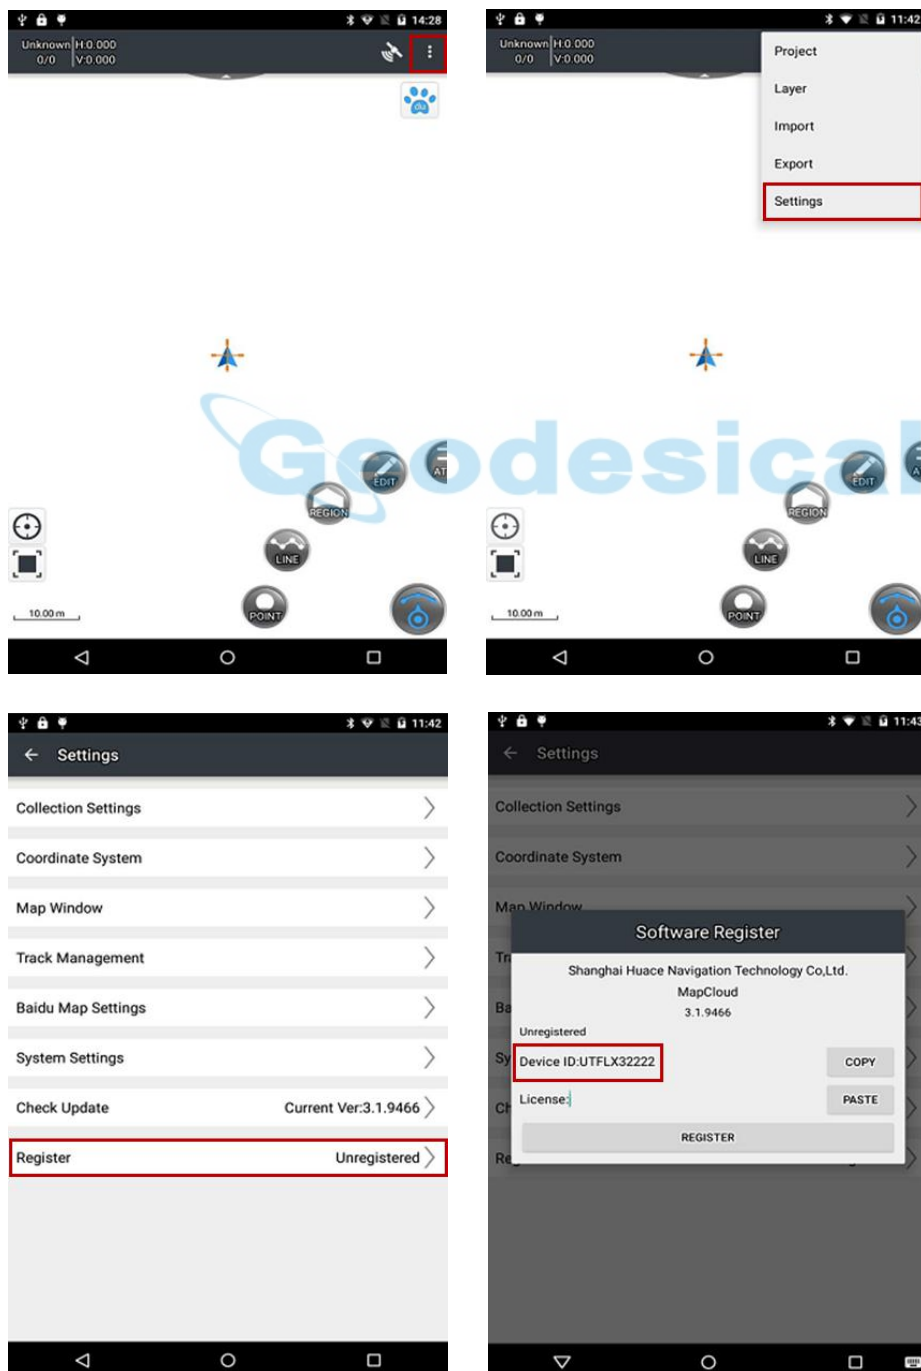 14:28
Unknown H:0.000
0/0 V:0.000
du
EDIT
AT
REGION
LINE
10.00 m
POINT
11:42
Unknown H:0.000
0/0 V:0.000
Project
Layer
Import
Export
Settings
EDIT
REGION
LINE
10.00 m
POINT
Geodesical
11:42
Settings
Collection Settings
Coordinate System
Map Window
Track Management
Baidu Map Settings
System Settings
Check Update Current Ver:3.1.9466
Register Unregistered
11:43
Settings
Collection Settings
Coordinate System
Map Window
Software Register
Shanghai Huace Navigation Technology Co,Ltd.
MapCloud
3.1.9466
Unregistered
Device ID:UTFLX32222 COPY
License: PASTE
REGISTER